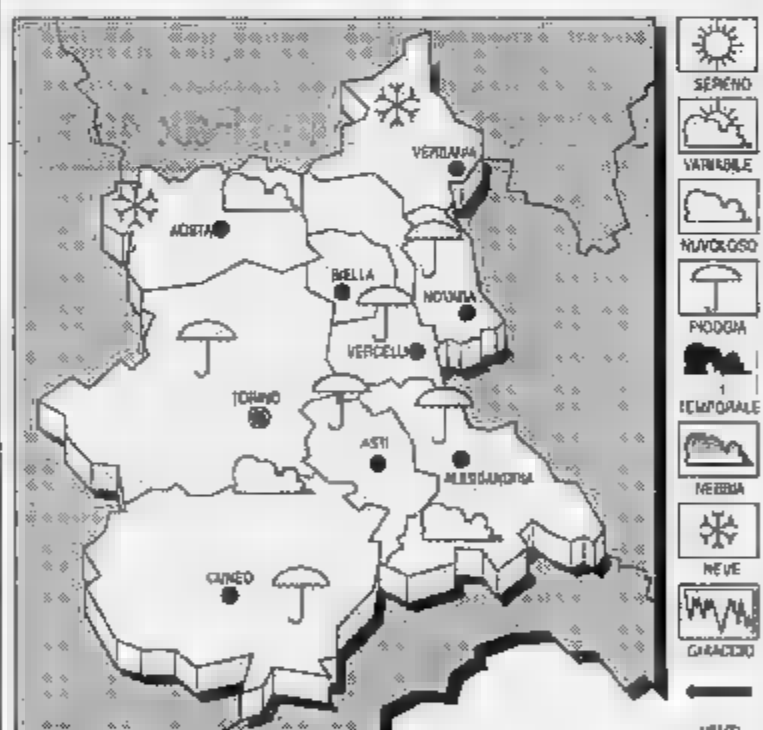 VERBANIA
AOSTA
BIELLA
NOVARA
VERCELLI
TORINO
ASTI
ALESSANDRIA
CUNEO
SERENO
VARIABILE
NUVOLOSO
PIOGGIA
TEMPORALE
NEBBIA
NEVE
GHIACCIO